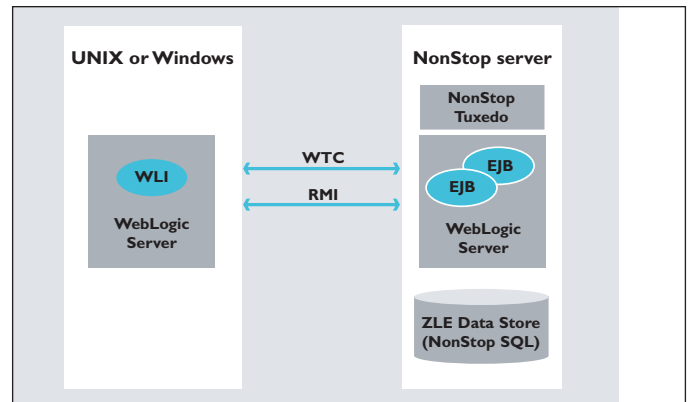 UNIX or Windows
WLI
WebLogic
Server
WTC
RMI
NonStop server
NonStop
Tuxedo
EJB
EJB
WebLogic
Server
ZLE Data Store
(NonStop SQL)